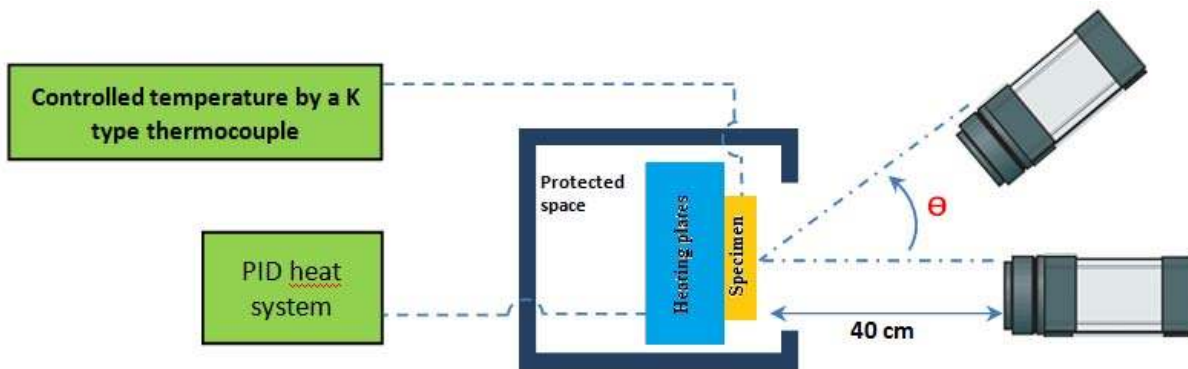 Controlled temperature by a K
type thermocouple
PID heat
system
Protected
space
Heating plates
Specimen
Ɵ
40 cm